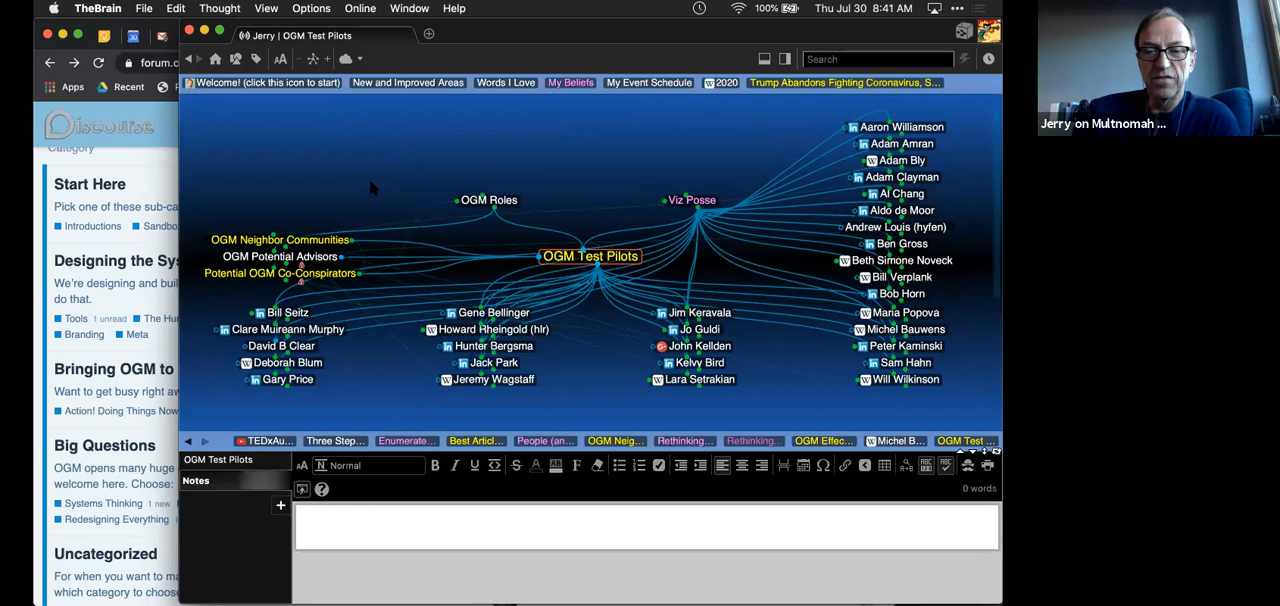 TheBrain File Edit Thought View Options Online Window Help 100% Thu Jul 30 8:41 AM
Jerry | OGM Test Pilots
forum.o
Apps Recent
Search
Welcome! (click this icon to start) New and Improved Areas Words I Love My Beliefs My Event Schedule 2020 Trump Abandons Fighting Coronavirus, S...
Discourse
Category
Start Here
Pick one of these sub-ca
Introductions Sandbo
Designing the Sy
We're designing and buil
do that.
Tools 1 unread The Hu
Branding Meta
Bringing OGM to
Want to get busy right aw
Action! Doing Things Now
Big Questions
OGM opens many huge
welcome here. Choose:
Systems Thinking 1 new
Redesigning Everything
Uncategorized
For when you want to ma
which category to choose
OGM Roles
Viz Posse
OGM Neighbor Communities
OGM Potential Advisors
Potential OGM Co-Conspirators
OGM Test Pilots
Aaron Williamson
Adam Amran
Adam Bly
Adam Clayman
Al Chang
Aldo de Moor
Andrew Louis (hyfen)
Ben Gross
Beth Simone Noveck
Bill Verplank
Bob Horn
Bill Seitz
Clare Muireann Murphy
David B Clear
Deborah Blum
Gary Price
Gene Bellinger
Howard Rheingold (hlr)
Hunter Bergsma
Jack Park
Jeremy Wagstaff
Jim Keravala
Jo Guldi
John Kellden
Kelvy Bird
Lara Setrakian
Maria Popova
Michel Bauwens
Peter Kaminski
Sam Hahn
Will Wilkinson
TEDxAu... Three Step... Enumerate... Best Articl... People (an... OGM Neig... Rethinking... Rethinking... OGM Effec... Michel B... OGM Test ...
OGM Test Pilots
Normal
Notes
0 words
Jerry on Multnomah ...